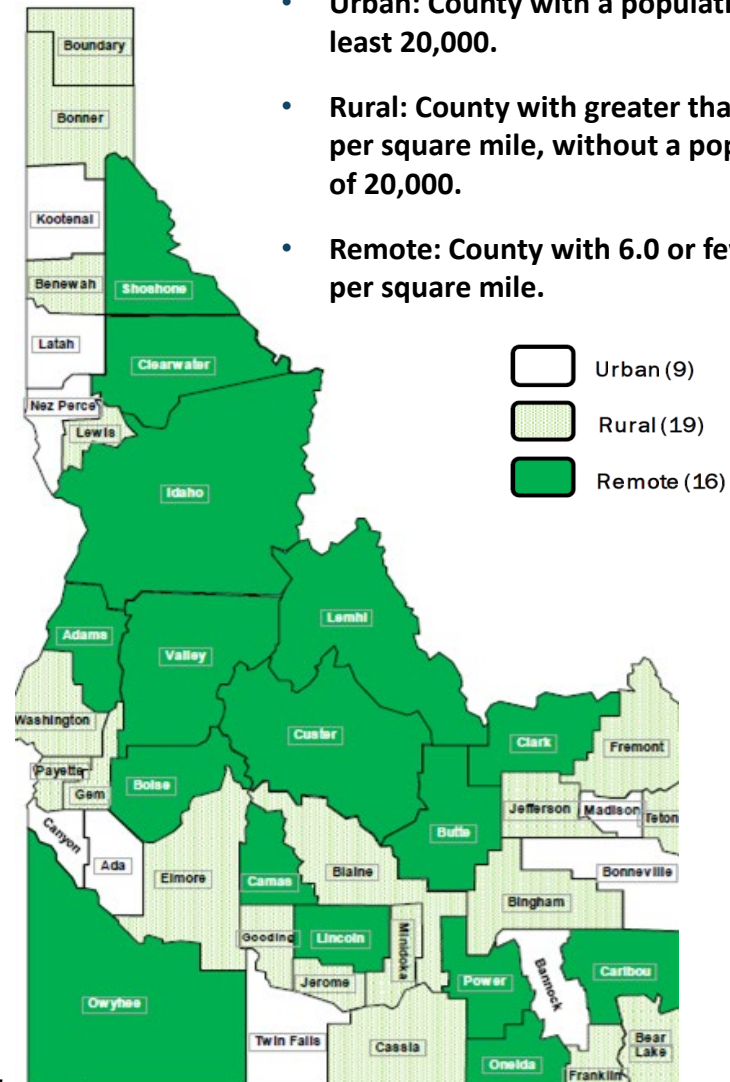 • Urban: County with a populati
least 20,000.
• Rural: County with greater tha
per square mile, without a pop
of 20,000.
• Remote: County with 6.0 or fe
per square mile.
Urban (9)
Rural (19)
Remote (16)
Boundary
Bonner
Kootenai
Benewah
Shoshone
Latah
Clearwater
Nez Perce
Lewis
Idaho
Lemhi
Adams
Valley
Washington
Custer
Clark
Fremont
Payette
Gem
Boise
Jefferson
Madison
Teton
Canyon
Ada
Elmore
Camas
Blaine
Butte
Bonneville
Bingham
Gooding
Lincoln
Minidoka
Jerome
Power
Bannock
Caribou
Owyhee
Twin Falls
Cassia
Oneida
Franklin
Bear
Lake